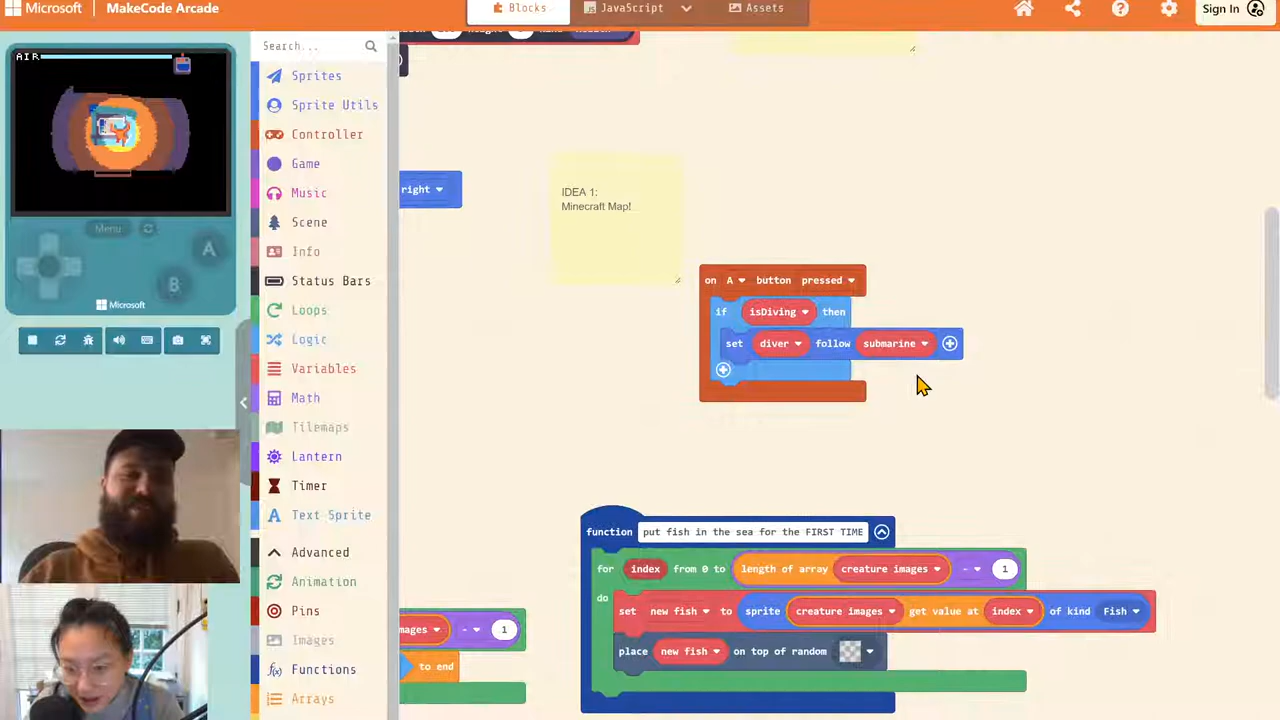 Microsoft MakeCode Arcade
Blocks
JavaScript
Assets
Sign In
AIR
Menu
A
B
Microsoft
Search...
Sprites
Sprite Utils
Controller
Game
Music
Scene
Info
Status Bars
Loops
Logic
Variables
Math
Tilemaps
Lantern
Timer
Text Sprite
Advanced
Animation
Pins
Images
Functions
Arrays
right
IDEA 1:
Minecraft Map!
on A button pressed
if isDiving then
set diver follow submarine
function put fish in the sea for the FIRST TIME
for index from 0 to length of array creature images - 1
do
set new fish to sprite creature images get value at index of kind Fish
place new fish on top of random
mages - 1
to end